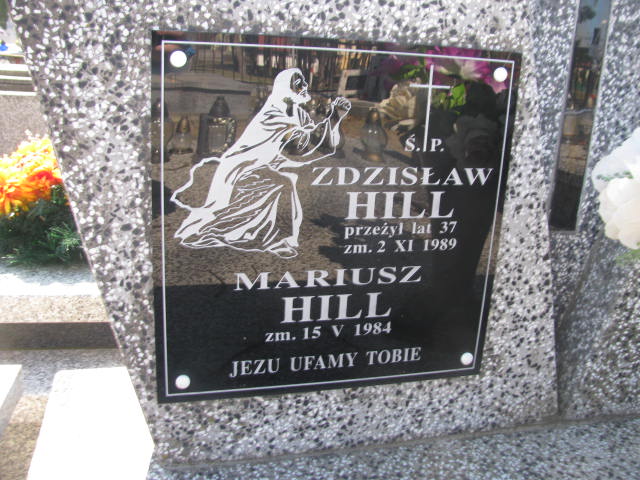 Ś.P.
ZDZISŁAW
HILL
przeżył lat 37
zm. 2 XI 1989
MARIUSZ
HILL
zm. 15 V 1984
JEZU UFAMY TOBIE